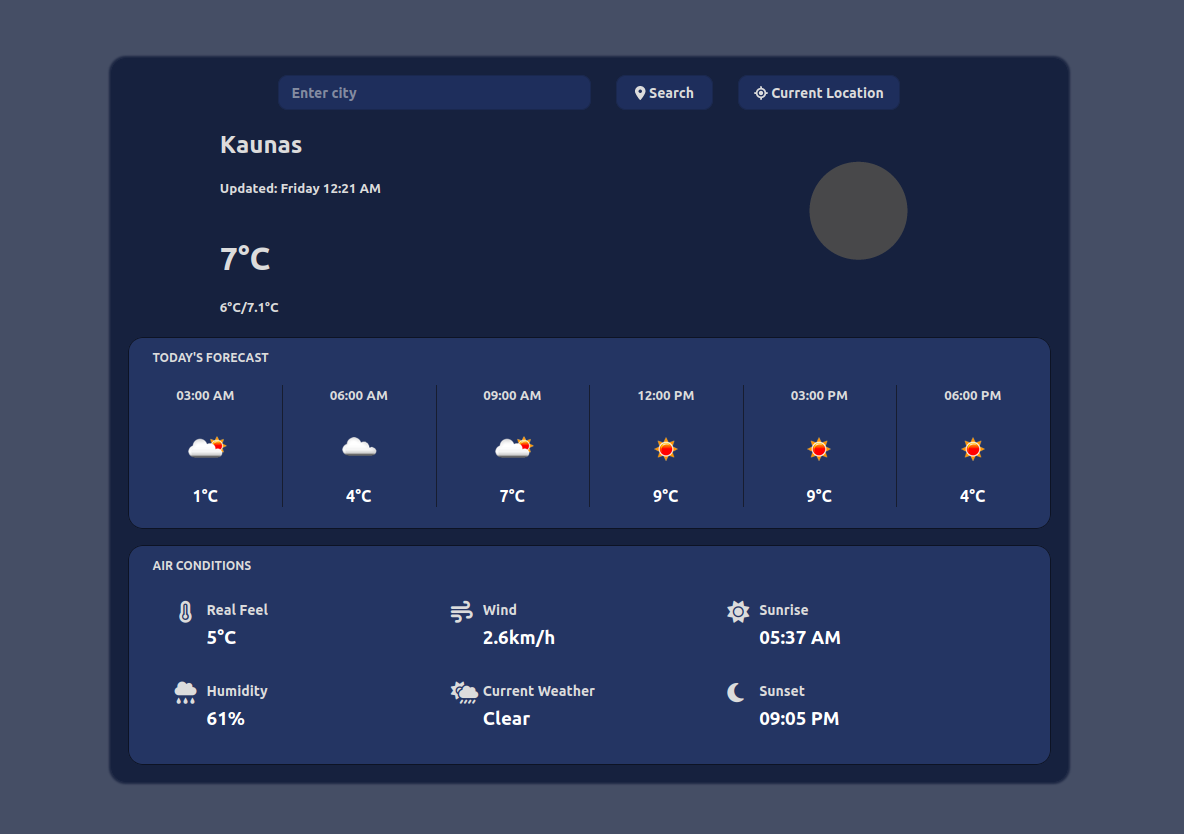 Enter city Search Current Location
Kaunas
Updated: Friday 12:21 AM
7°C
6°C/7.1°C
TODAY'S FORECAST
03:00 AM 06:00 AM 09:00 AM 12:00 PM 03:00 PM 06:00 PM
1°C 4°C 7°C 9°C 9°C 4°C
AIR CONDITIONS
Real Feel Wind Sunrise
5°C 2.6km/h 05:37 AM
Humidity Current Weather Sunset
61% Clear 09:05 PM